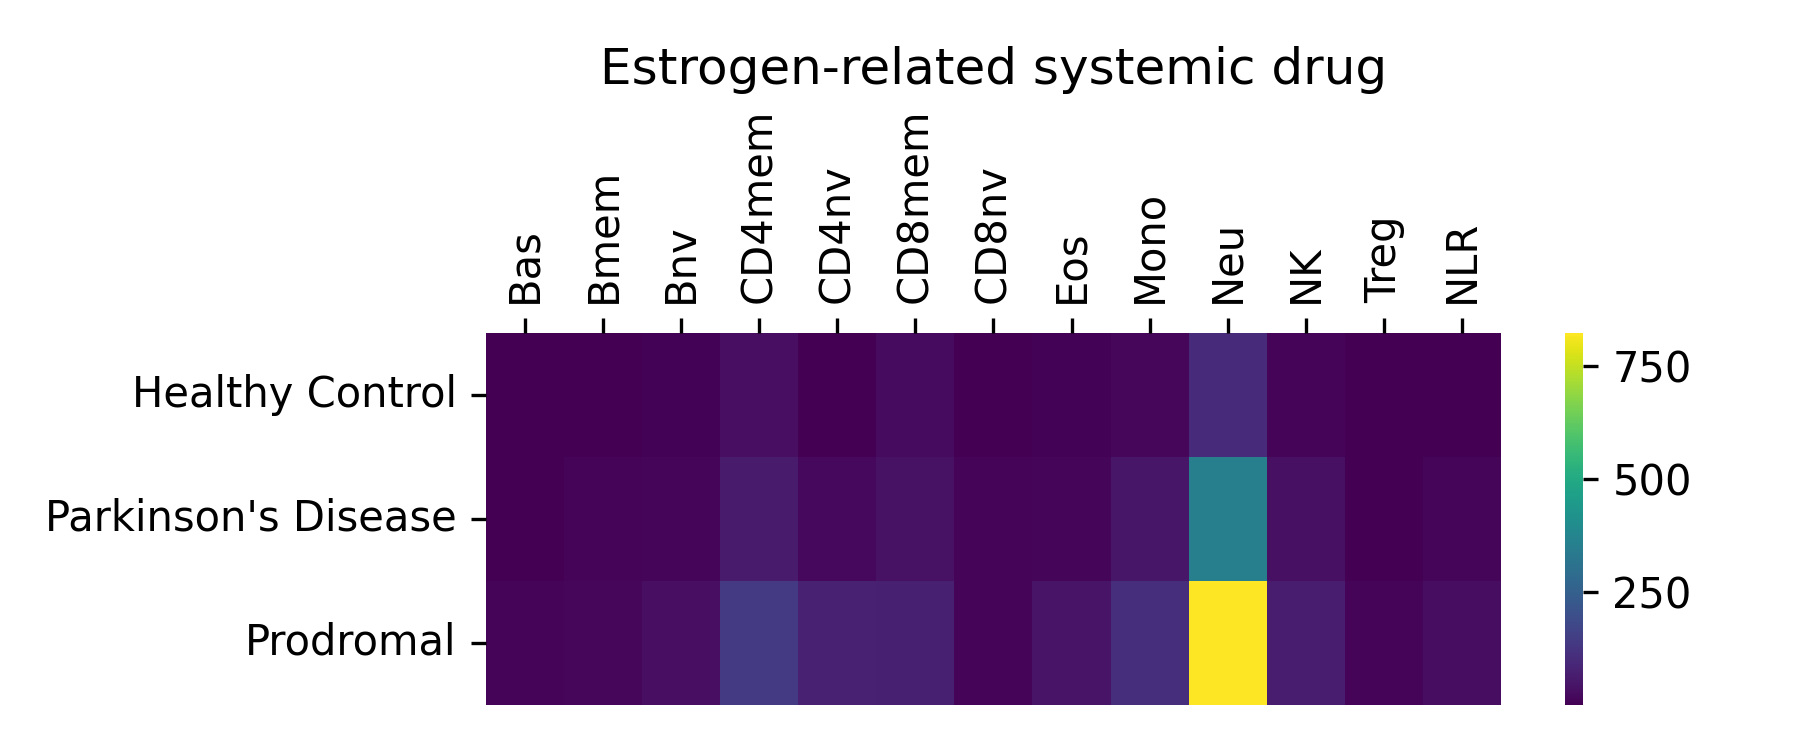 Estrogen-related systemic drug
Bas
Bmem
Bnv
CD4mem
CD4nv
CD8mem
CD8nv
Eos
Mono
Neu
NK
Treg
NLR
Healthy Control
Parkinson's Disease
Prodromal
750
500
250